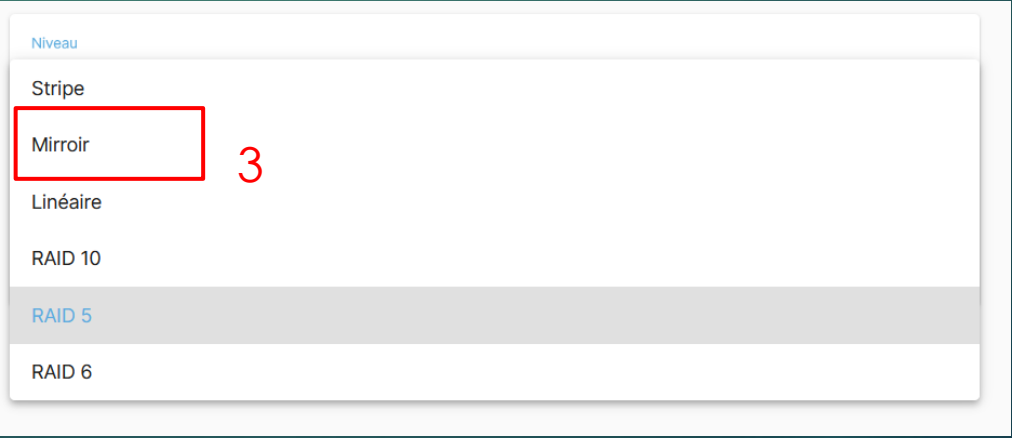 Niveau
Stripe
Mirroir
3
Linéaire
RAID 10
RAID 5
RAID 6